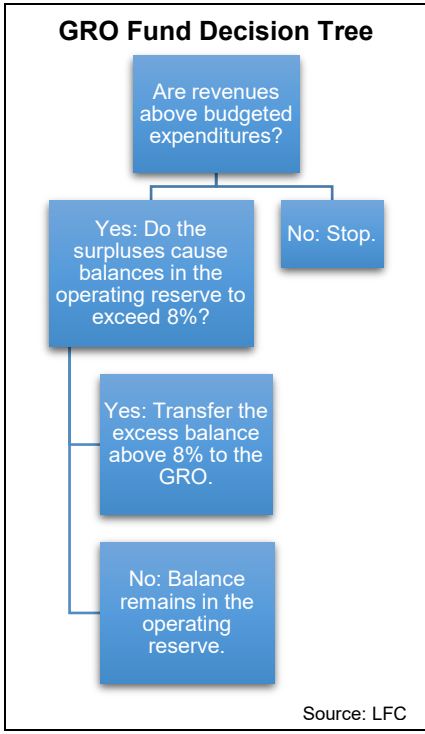 GRO Fund Decision Tree
Are revenues
above budgeted
expenditures?
Yes: Do the
surpluses cause
balances in the
operating reserve to
exceed 8%?
No: Stop.
Yes: Transfer the
excess balance
above 8% to the
GRO.
No: Balance
remains in the
operating
reserve.
Source: LFC